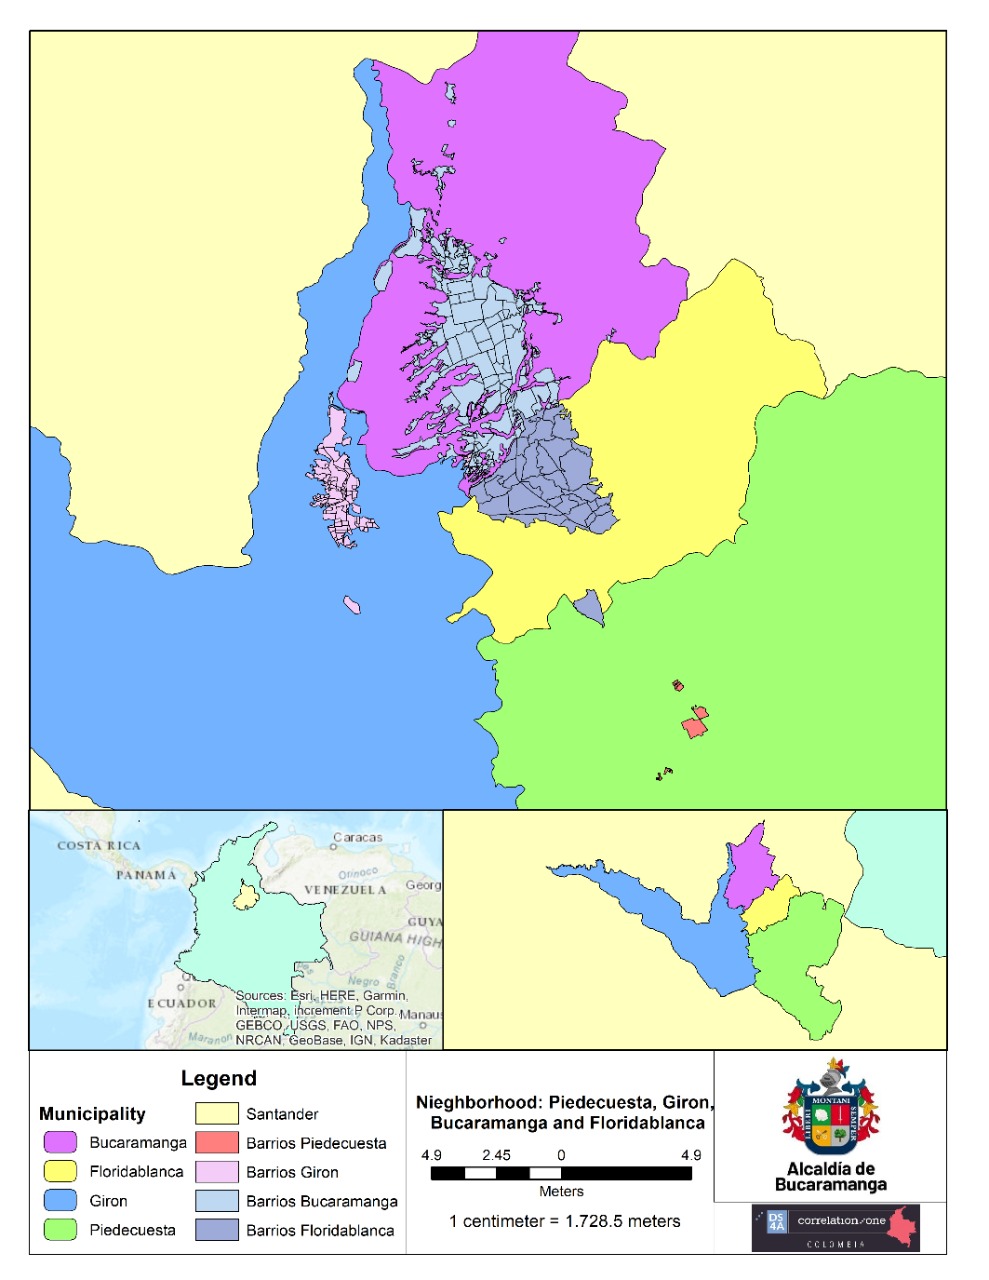 COSTA RICA
PANAMÁ
Caracas
Orinoco
VENEZUELA
Georg
GUYA
GUIANA HIGH
Negro
Branco
ECUADOR
Manaus
Maranon
Sources: Esri, HERE, Garmin,
Intermap, increment P Corp.,
GEBCO, USGS, FAO, NPS,
NRCAN, GeoBase, IGN, Kadaster
Legend
Municipality
Bucaramanga
Floridablanca
Giron
Piedecuesta
Santander
Barrios Piedecuesta
Barrios Giron
Barrios Bucaramanga
Barrios Floridablanca
Nieghborhood: Piedecuesta, Giron,
Bucaramanga and Floridablanca
4.9 2.45 0 4.9
Meters
1 centimeter = 1.728.5 meters
MONTANI
LIBERI
SEMPER
Alcaldía de
Bucaramanga
DS
4A
correlation/one
COLOMBIA